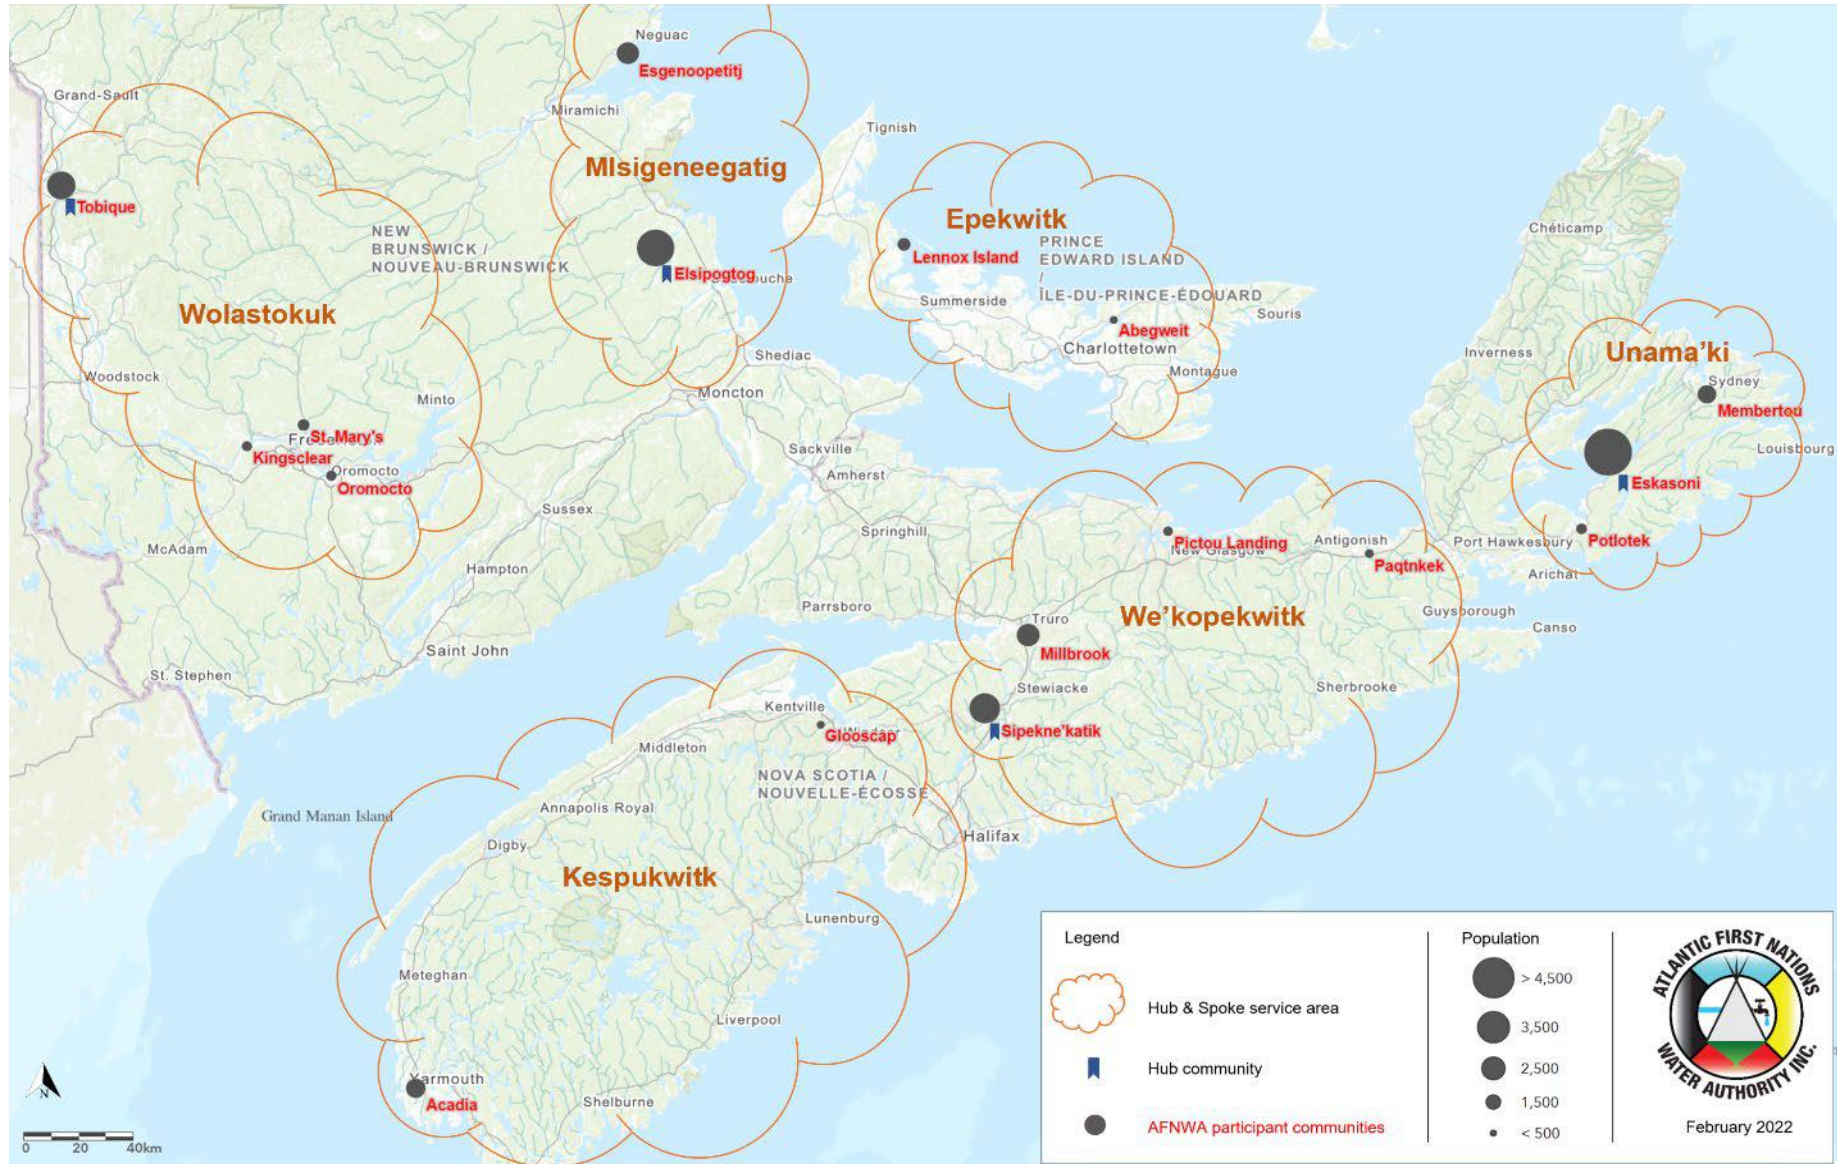 Neguac
Esgenoopetitj
Grand-Sault
Miramichi
Tignish
MIsigeneegatig
Tobique
Epekwitk
NEW
BRUNSWICK /
NOUVEAU-BRUNSWICK
Lennox Island
PRINCE
EDWARD ISLAND
/
ÎLE-DU-PRINCE-ÉDOUARD
Chéticamp
Elsipogtog
Summerside
Souris
Wolastokuk
Abegweit
Charlottetown
Shediac
Inverness
Unama'ki
Woodstock
Montague
Sydney
Minto
Moncton
Membertou
St. Mary's
Kingsclear
Sackville
Louisbourg
Oromocto
Oromocto
Amherst
Eskasoni
Sussex
Springhill
Pictou Landing
New Glasgow
Antigonish
Port Hawkesbury
Potlotek
McAdam
Paqtnkek
Hampton
Arichat
Parrsboro
Truro
We'kopekwitk
Guysborough
Canso
Saint John
Millbrook
St. Stephen
Stewiacke
Sherbrooke
Kentville
Glooscap
Sipekne'katik
Middleton
NOVA SCOTIA /
NOUVELLE-ÉCOSSE
Annapolis Royal
Grand Manan Island
Halifax
Digby
Kespukwitk
Lunenburg
Meteghan
Liverpool
Yarmouth
Acadia
Shelburne
N
0 20 40km
Legend
Hub & Spoke service area
Hub community
AFNWA participant communities
Population
> 4,500
3,500
2,500
1,500
< 500
ATLANTIC FIRST NATIONS
WATER AUTHORITY INC.
February 2022